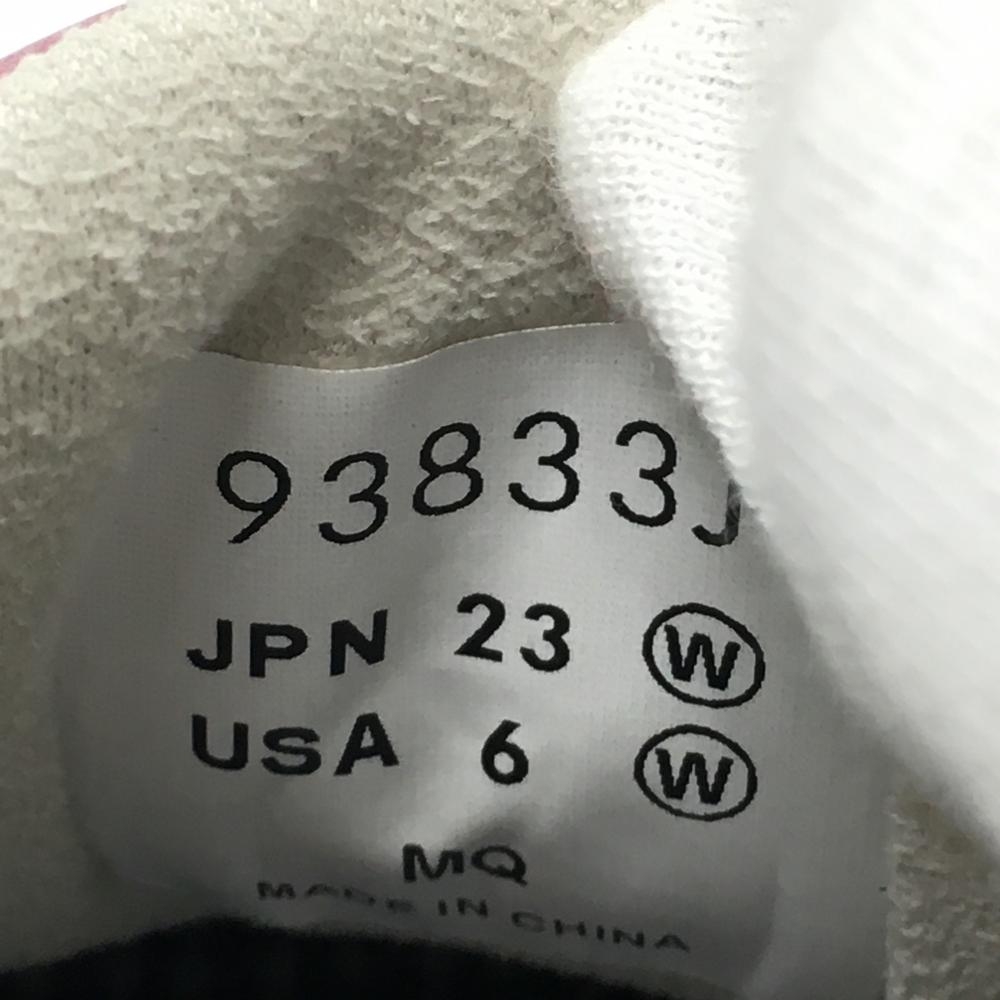 93833J
JPN 23 Ⓦ
USA 6 Ⓦ
MQ
MADE IN CHINA